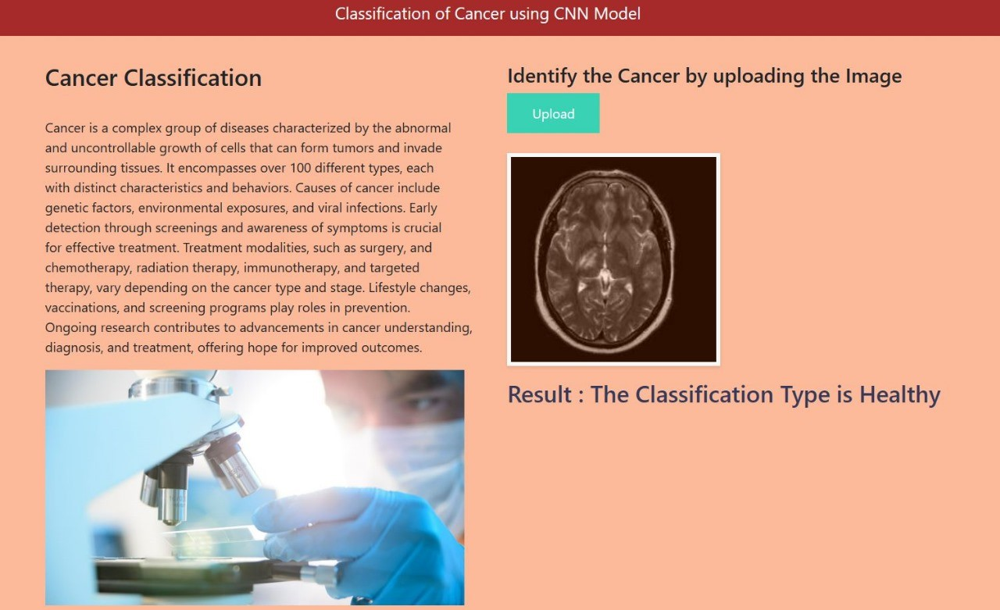 Classification of Cancer using CNN Model
Cancer Classification
Cancer is a complex group of diseases characterized by the abnormal
and uncontrollable growth of cells that can form tumors and invade
surrounding tissues. It encompasses over 100 different types, each
with distinct characteristics and behaviors. Causes of cancer include
genetic factors, environmental exposures, and viral infections. Early
detection through screenings and awareness of symptoms is crucial
for effective treatment. Treatment modalities, such as surgery, and
chemotherapy, radiation therapy, immunotherapy, and targeted
therapy, vary depending on the cancer type and stage. Lifestyle changes,
vaccinations, and screening programs play roles in prevention.
Ongoing research contributes to advancements in cancer understanding,
diagnosis, and treatment, offering hope for improved outcomes.
Identify the Cancer by uploading the Image
Upload
Result : The Classification Type is Healthy